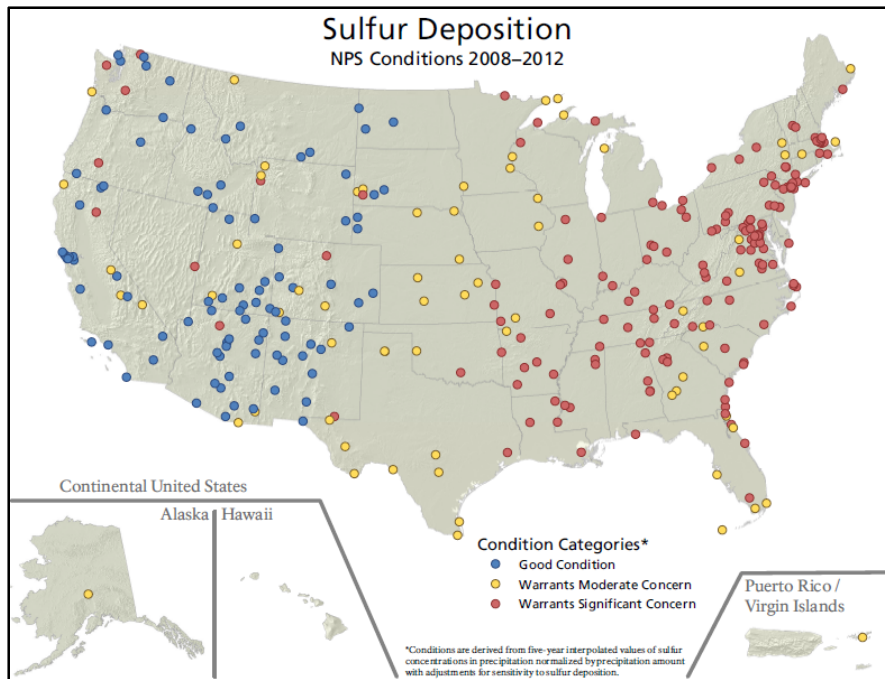 Sulfur Deposition
NPS Conditions 2008–2012
Continental United States
Alaska
Hawaii
Condition Categories*
Good Condition
Warrants Moderate Concern
Warrants Significant Concern
Puerto Rico /
Virgin Islands
*Conditions are derived from five-year interpolated values of sulfur
concentrations in precipitation normalized by precipitation amount
with adjustments for sensitivity to sulfur deposition.